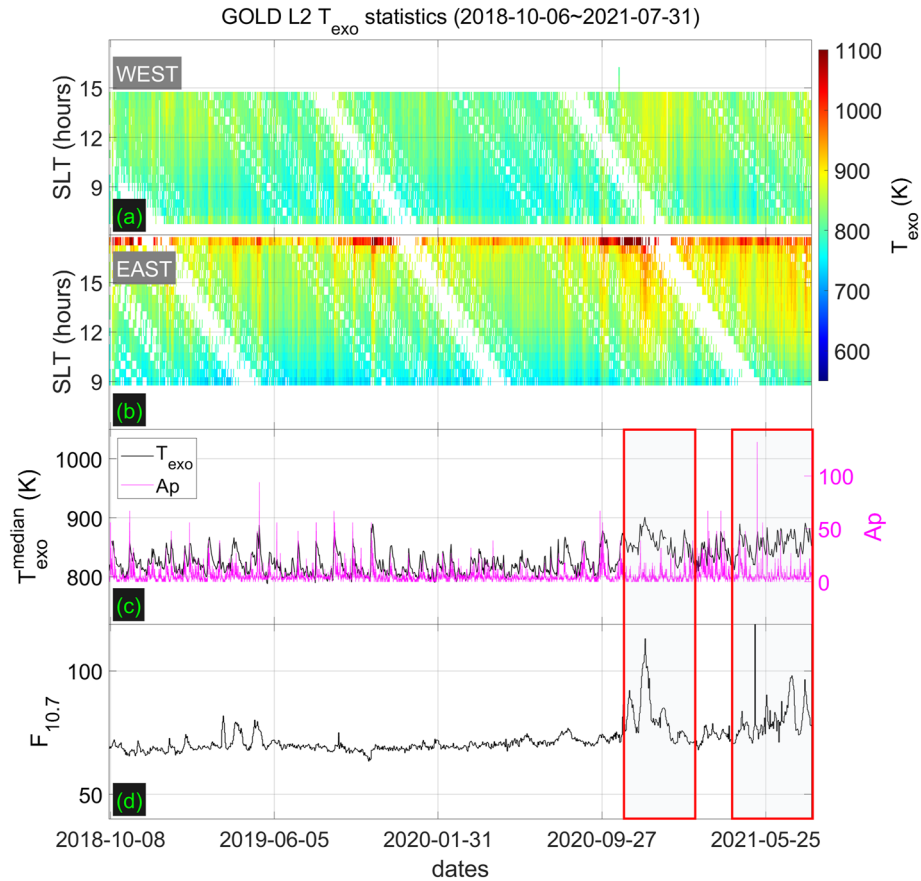 GOLD L2 T_exo statistics (2018-10-06~2021-07-31)
WEST
SLT (hours)
15
12
9
(a)
EAST
SLT (hours)
15
12
9
(b)
1100
1000
900
800
700
600
T_exo (K)
T_exo
Ap
T_exo^median (K)
1000
900
800
100
50
0
Ap
(c)
F_10.7
100
50
(d)
2018-10-08
2019-06-05
2020-01-31
2020-09-27
2021-05-25
dates